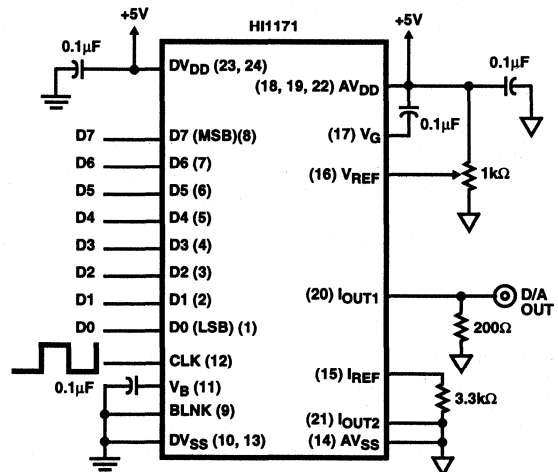 +5V
HI1171
+5V
0.1µF
DVDD (23, 24)
(18, 19, 22) AVDD
0.1µF
0.1µF
(17) VG
D7
D7 (MSB)(8)
D6
D6 (7)
(16) VREF
1kΩ
D5
D5 (6)
D4
D4 (5)
D3
D3 (4)
D2
D2 (3)
D1
D1 (2)
(20) IOUT1
D/A
OUT
D0
D0 (LSB) (1)
200Ω
CLK (12)
(15) IREF
0.1µF
VB (11)
3.3kΩ
BLNK (9)
(21) IOUT2
DVSS (10, 13)
(14) AVSS